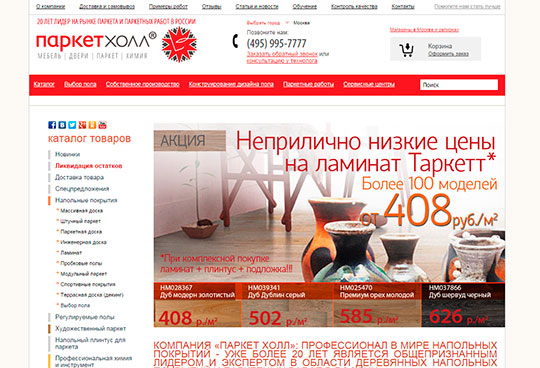 О компании Доставка и самовывоз Примеры работ Отзывы Статьи и новости Обучение Контроль качества Контакты Помогите нам стать лучше
20 ЛЕТ ЛИДЕР НА РЫНКЕ ПАРКЕТА И ПАРКЕТНЫХ РАБОТ В РОССИИ
паркетхолл®
МЕБЕЛЬ | ДВЕРИ | ПАРКЕТ | ХИМИЯ
Выбрать город Москва
Позвоните нам:
(495) 995-7777
Заказать обратный звонок или
консультацию у технолога
Магазины в Москве и регионах
Корзина
Оформить заказ
Каталог Выбор пола Собственное производство Конструирование дизайна пола Паркетные работы Сервисные центры Поиск
каталог товаров
Новинки
Ликвидация остатков
Доставка товара
Спецпредложения
Напольные покрытия
Массивная доска
Штучный паркет
Паркетная доска
Инженерная доска
Ламинат
Пробковые полы
Модульный паркет
Спортивные покрытия
Террасная доска (декинг)
Выбор пола
Регулируемые полы
Художественный паркет
Напольный плинтус для
паркета
Профессиональная химия
и инструмент
АКЦИЯ
Неприлично низкие цены
на ламинат Таркетт*
Более 100 моделей
от 408 руб./м²
*При комплексной покупке
ламинат + плинтус + подложка!!!
НМ028367
Дуб модерн золотистый
408 р./м²
НМ039341
Дуб Дублин серый
502 р./м²
НМ025470
Премиум орех молодой
585 р./м²
НМ037866
Дуб шервуд черный
626 р./м²
КОМПАНИЯ «ПАРКЕТ ХОЛЛ»: ПРОФЕССИОНАЛ В МИРЕ НАПОЛЬНЫХ
ПОКРЫТИЙ - УЖЕ БОЛЕЕ 20 ЛЕТ ЯВЛЯЕТСЯ ОБЩЕПРИЗНАННЫМ
ЛИДЕРОМ И ЭКСПЕРТОМ В ОБЛАСТИ ДЕРЕВЯННЫХ НАПОЛЬНЫХ